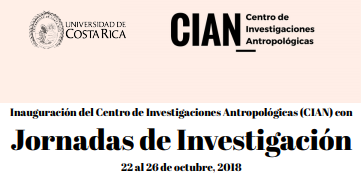 UNIVERSIDAD DE
COSTA RICA
CIAN
Centro de
Investigaciones
Antropológicas
Inauguración del Centro de Investigaciones Antropológicas (CIAN) con
Jornadas de Investigación
22 al 26 de octubre, 2018